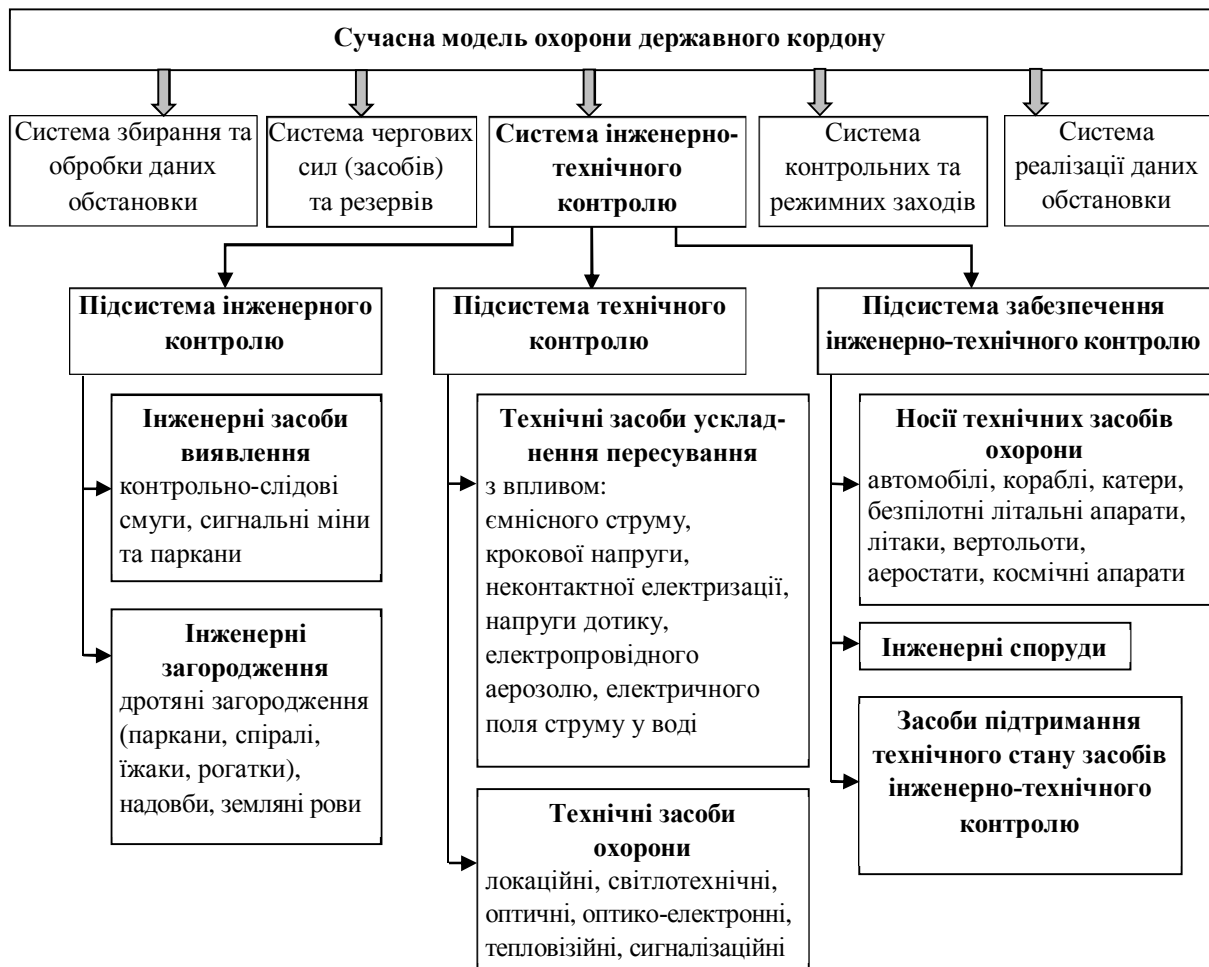 Сучасна модель охорони державного кордону
Система збирання та
обробки даних
обстановки
Система чергових
сил (засобів)
та резервів
Система інженерно-
технічного
контролю
Система
контрольних та
режимних заходів
Система
реалізації даних
обстановки
Підсистема інженерного
контролю
Підсистема технічного
контролю
Підсистема забезпечення
інженерно-технічного контролю
Інженерні засоби
виявлення
контрольно-слідові
смуги, сигнальні міни
та паркани
Інженерні
загородження
дротяні загородження
(паркани, спіралі,
їжаки, рогатки),
надовби, земляні рови
Технічні засоби усклад-
нення пересування
з впливом:
ємнісного струму,
крокової напруги,
неконтактної електризації,
напруги дотику,
електропровідного
аерозолю, електричного
поля струму у воді
Технічні засоби
охорони
локаційні, світлотехнічні,
оптичні, оптико-електронні,
тепловізійні, сигналізаційні
Носії технічних засобів
охорони
автомобілі, кораблі, катери,
безпілотні літальні апарати,
літаки, вертольоти,
аеростати, космічні апарати
Інженерні споруди
Засоби підтримання
технічного стану засобів
інженерно-технічного
контролю